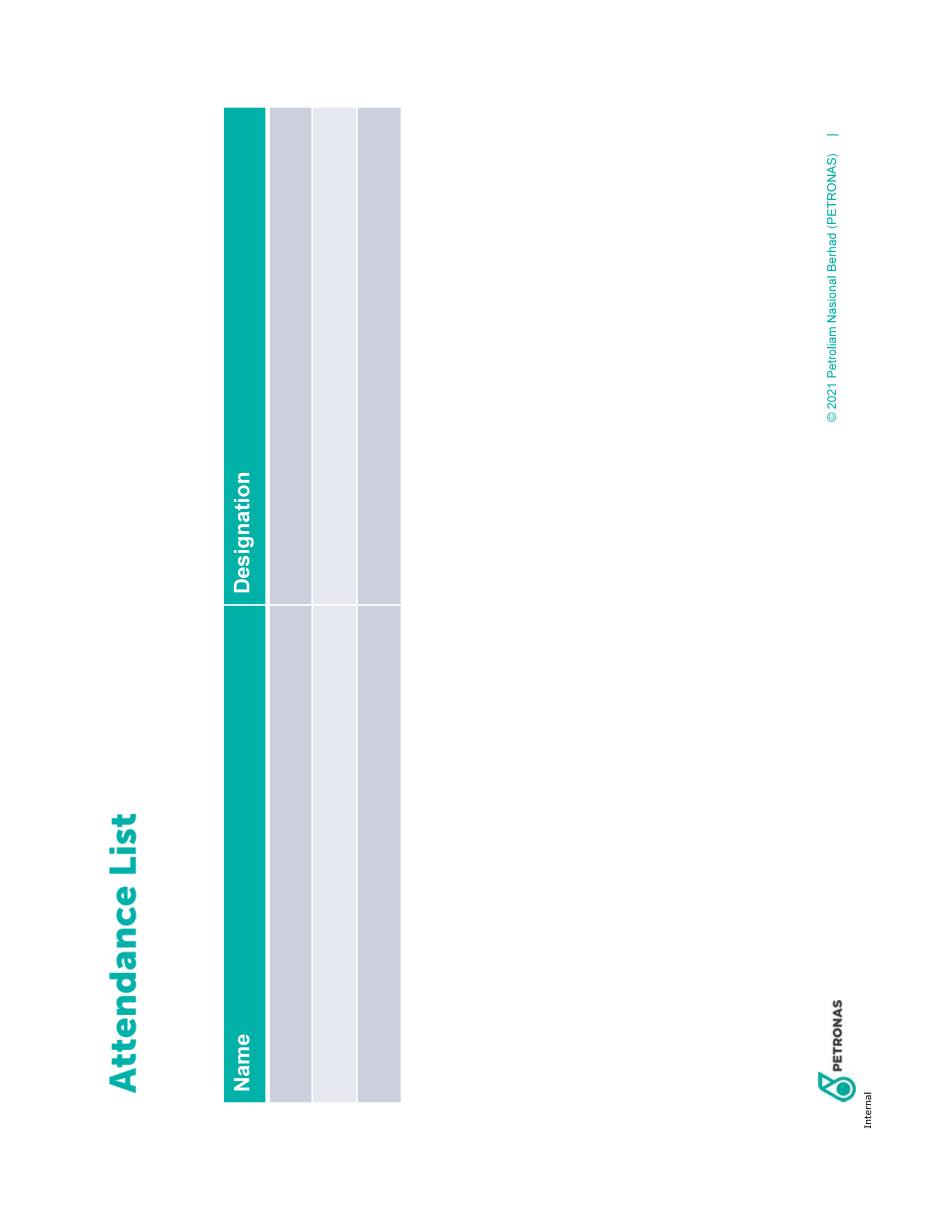 Attendance List
Name Designation
PETRONAS
© 2021 Petroliam Nasional Berhad (PETRONAS) |
Internal